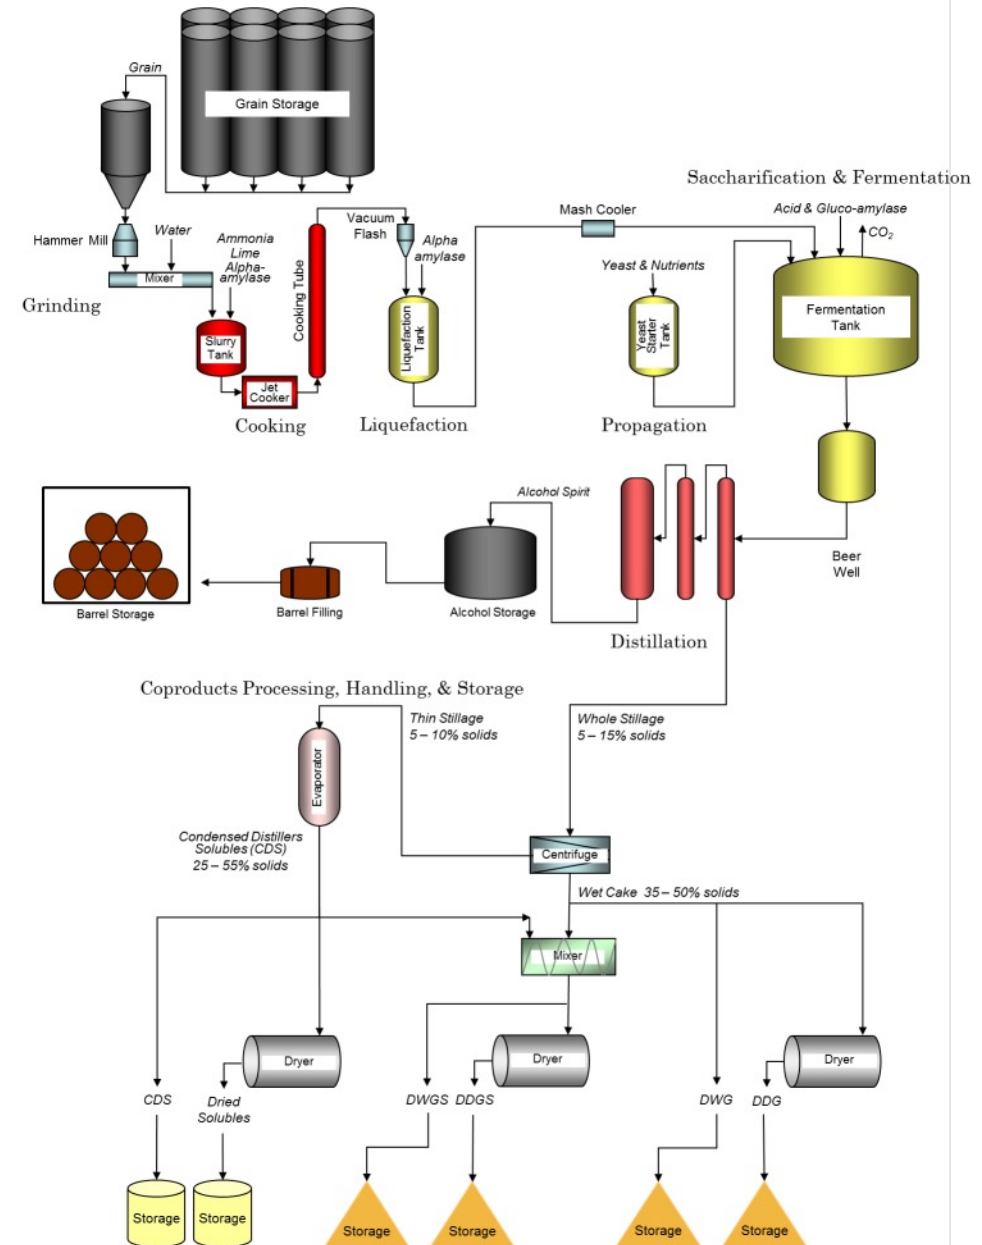 Grain
Grain Storage
Saccharification & Fermentation
Acid & Gluco-amylase
CO2
Mash Cooler
Vacuum
Flash
Alpha
amylase
Hammer Mill
Water
Ammonia
Lime
Alpha-
amylase
Mixer
Grinding
Cooking Tube
Yeast & Nutrients
Fermentation
Tank
Slurry
Tank
Liquefaction
Tank
Yeast
Starter
Tank
Jet
Cooker
Cooking
Liquefaction
Propagation
Alcohol Spirit
Beer
Well
Barrel Storage
Barrel Filling
Alcohol Storage
Distillation
Coproducts Processing, Handling, & Storage
Thin Stillage
5 – 10% solids
Whole Stillage
5 – 15% solids
Evaporator
Condensed Distillers
Solubles (CDS)
25 – 55% solids
Centrifuge
Wet Cake 35 – 50% solids
Mixer
Dryer
Dryer
Dryer
CDS
Dried
Solubles
DWGS
DDGS
DWG
DDG
Storage
Storage
Storage
Storage
Storage
Storage